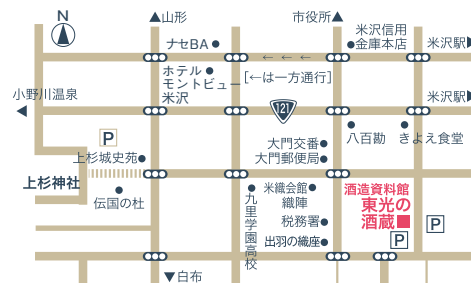 N
▲山形
市役所▲
ナセBA
米沢信用
金庫本店
米沢駅▶
← ← ←
[←は一方通行]
ホテル
モントビュー
米沢
小野川温泉
◀
121
米沢駅▶
P
八百勘
きよえ食堂
大門交番
大門郵便局
上杉城史苑
上杉神社
伝国の杜
九里学園高校
米織会館
織陣
税務署
出羽の織座
酒造資料館
東光の
酒蔵
P
P
▼白布